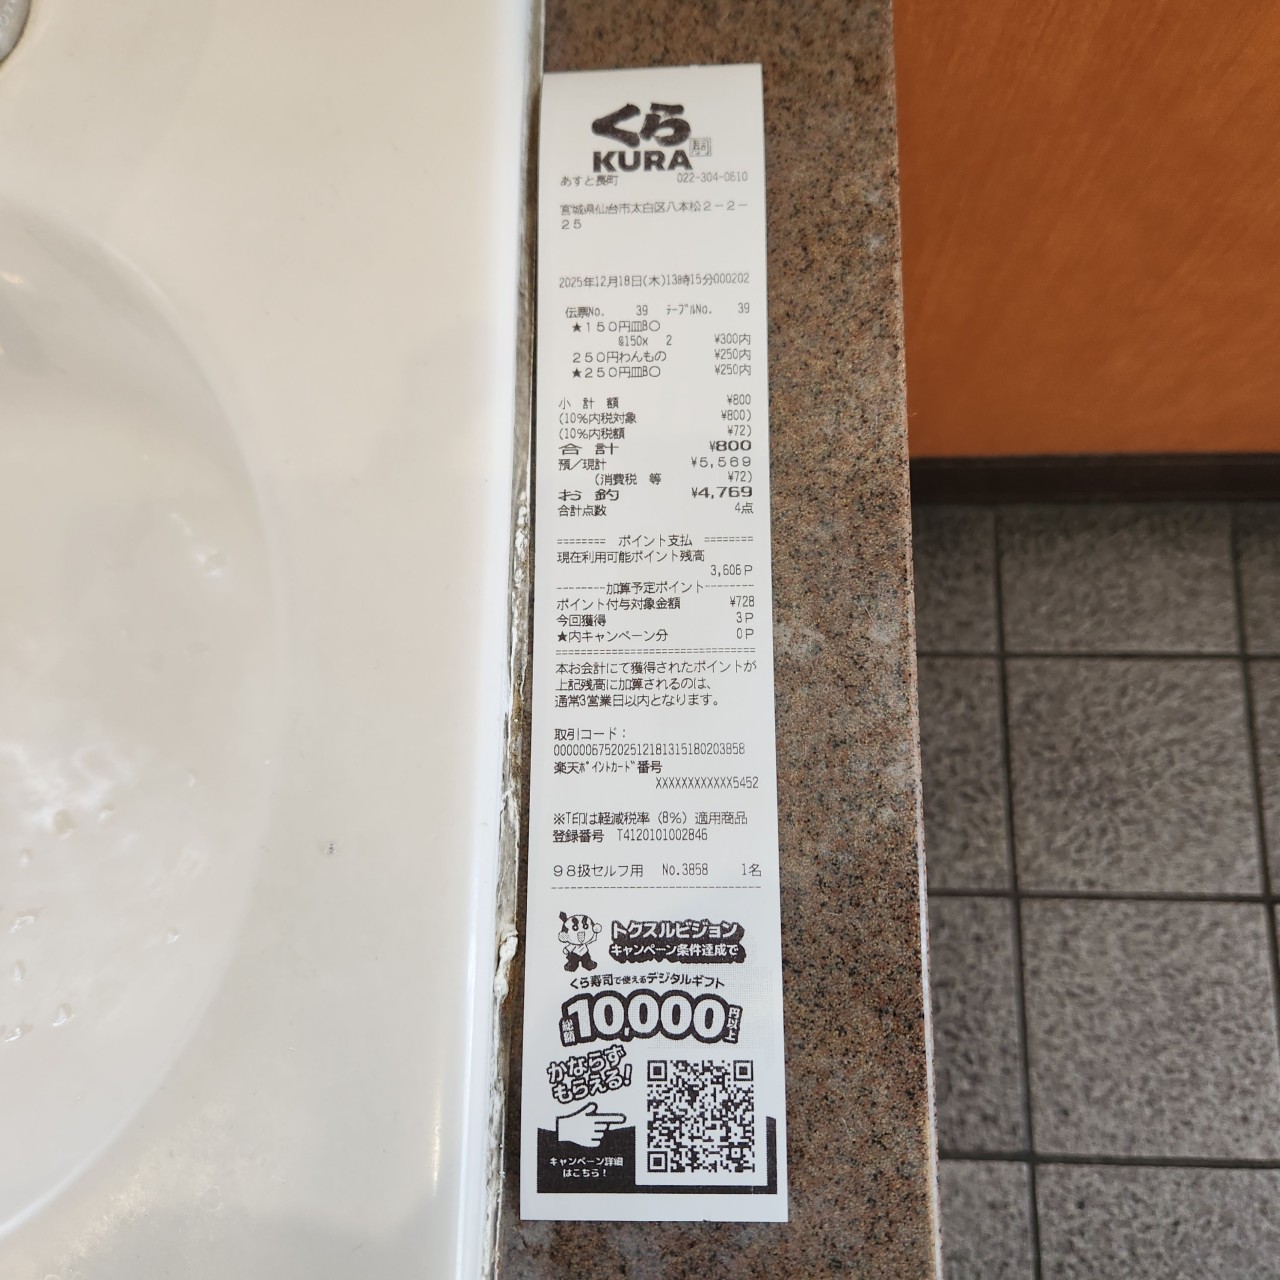 くら
寿司
KURA
あすと長町 022-304-0610
宮城県仙台市太白区八本松2-2-
25
2025年12月18日(木)13時15分000202
伝票No. 39 テーブルNo. 39
★150円皿BO
@150x 2 ¥300内
250円わんもの ¥250内
★250円皿BO ¥250内
小 計 額 ¥800
(10%内税対象 ¥800)
(10%内税額 ¥72)
合 計 ¥800
預/現計 ¥5,569
(消費税 等 ¥72)
お 釣 ¥4,769
合計点数 4点
======== ポイント支払 ========
現在利用可能ポイント残高
3,606P
--------加算予定ポイント--------
ポイント付与対象金額 ¥728
今回獲得 3P
★内キャンペーン分 0P
================================
本お会計にて獲得されたポイントが
上記残高に加算されるのは、
通常3営業日以内となります。
取引コード:
000000675202512181315180203858
楽天ポイントカード番号
XXXXXXXXXXXX5452
は軽減税率(8%)適用商品
登録番号 T4120101002846
98扱セルフ用 No.3858 1名
トクスルビジョン
キャンペーン条件達成で
くら寿司で使えるデジタルギフト
総額10,000円以上
かならず
もらえる!
キャンペーン詳細
はこちら!